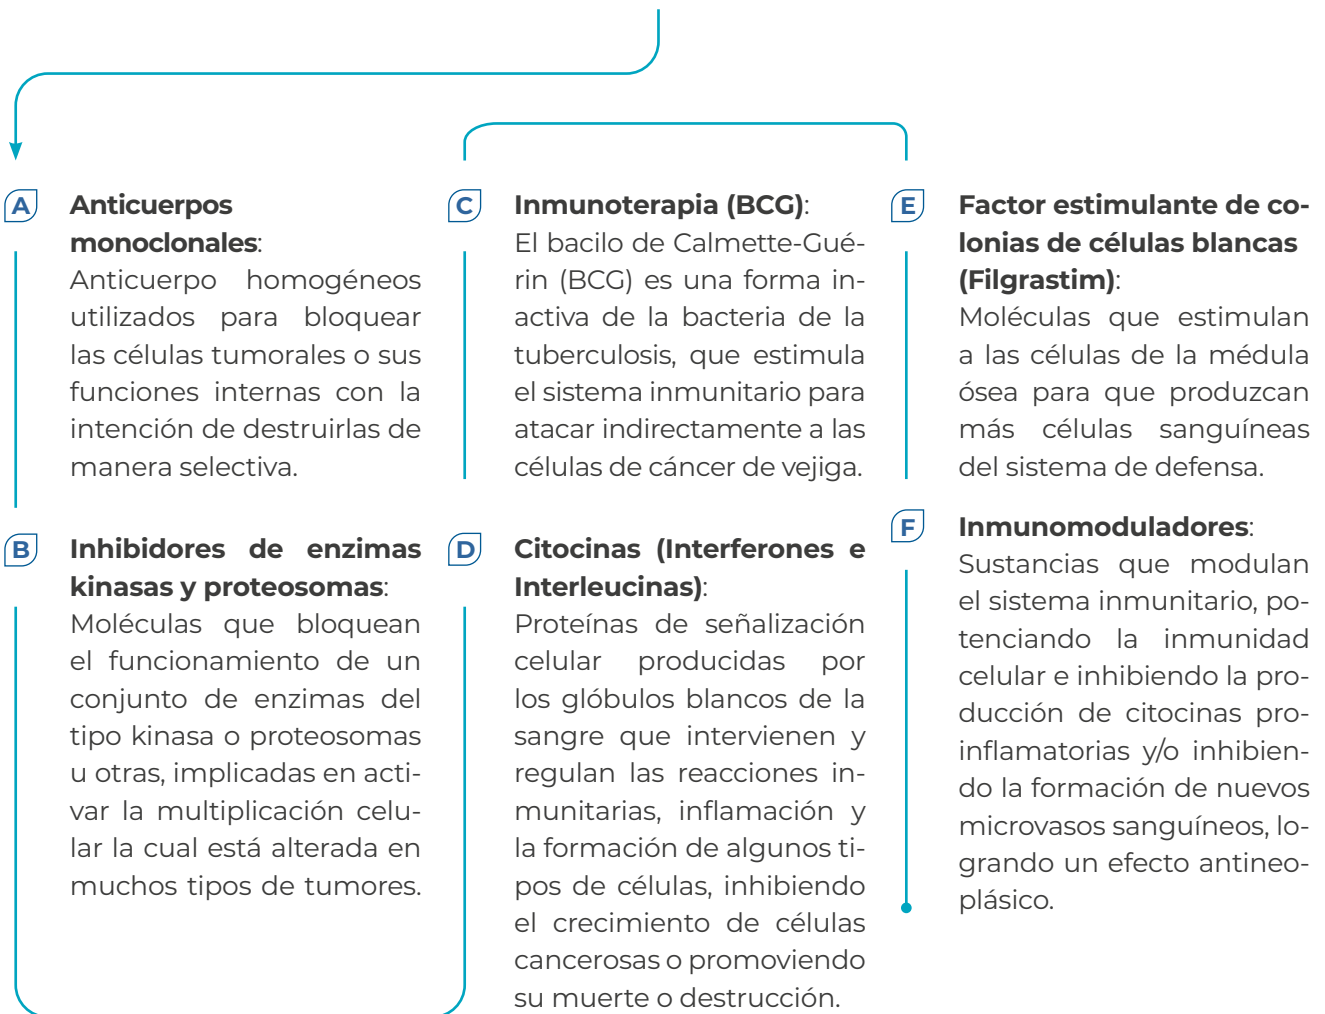 A
Anticuerpos
monoclonales:
Anticuerpo homogéneos
utilizados para bloquear
las células tumorales o sus
funciones internas con la
intención de destruirlas de
manera selectiva.
B
Inhibidores de enzimas
kinasas y proteosomas:
Moléculas que bloquean
el funcionamiento de un
conjunto de enzimas del
tipo kinasa o proteosomas
u otras, implicadas en acti-
var la multiplicación celu-
lar la cual está alterada en
muchos tipos de tumores.
C
Inmunoterapia (BCG):
El bacilo de Calmette-Gué-
rin (BCG) es una forma in-
activa de la bacteria de la
tuberculosis, que estimula
el sistema inmunitario para
atacar indirectamente a las
células de cáncer de vejiga.
D
Citocinas (Interferones e
Interleucinas):
Proteínas de señalización
celular producidas por
los glóbulos blancos de la
sangre que intervienen y
regulan las reacciones in-
munitarias, inflamación y
la formación de algunos ti-
pos de células, inhibiendo
el crecimiento de células
cancerosas o promoviendo
su muerte o destrucción.
E
Factor estimulante de co-
lonias de células blancas
(Filgrastim):
Moléculas que estimulan
a las células de la médula
ósea para que produzcan
más células sanguíneas
del sistema de defensa.
F
Inmunomoduladores:
Sustancias que modulan
el sistema inmunitario, po-
tenciando la inmunidad
celular e inhibiendo la pro-
ducción de citocinas pro-
inflamatorias y/o inhibien-
do la formación de nuevos
microvasos sanguíneos, lo-
grando un efecto antineo-
plásico.